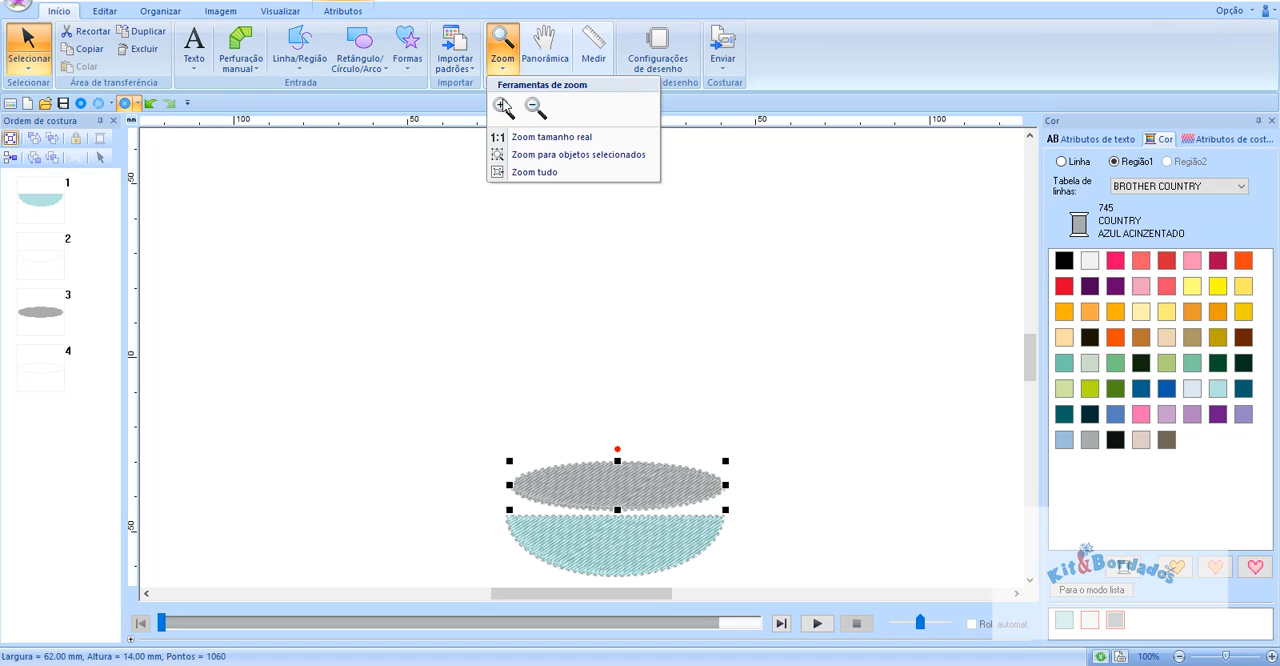 Início Editar Organizar Imagem Visualizar Atributos Opção
Selecionar
Recortar Duplicar
Copiar Excluir
Colar
Texto
Perfuração manual
Linha/Região
Retângulo/ Círculo/Arco
Formas
Importar padrões
Zoom
Panorâmica
Medir
Configurações de desenho
Enviar
Selecionar Área de transferência Entrada Importar desenho Costurar
Ferramentas de zoom
1:1 Zoom tamanho real
Zoom para objetos selecionados
Zoom tudo
Ordem de costura
1
2
3
4
mm 100 50 50 100
50
0
50
Cor
AB Atributos de texto Cor Atributos de cost...
Linha Região1 Região2
Tabela de linhas: BROTHER COUNTRY
745
COUNTRY
AZUL ACINZENTADO
Kit&Bordados
Para o modo lista
Rol. automat.
Largura = 62.00 mm, Altura = 14.00 mm, Pontos = 1060
100%